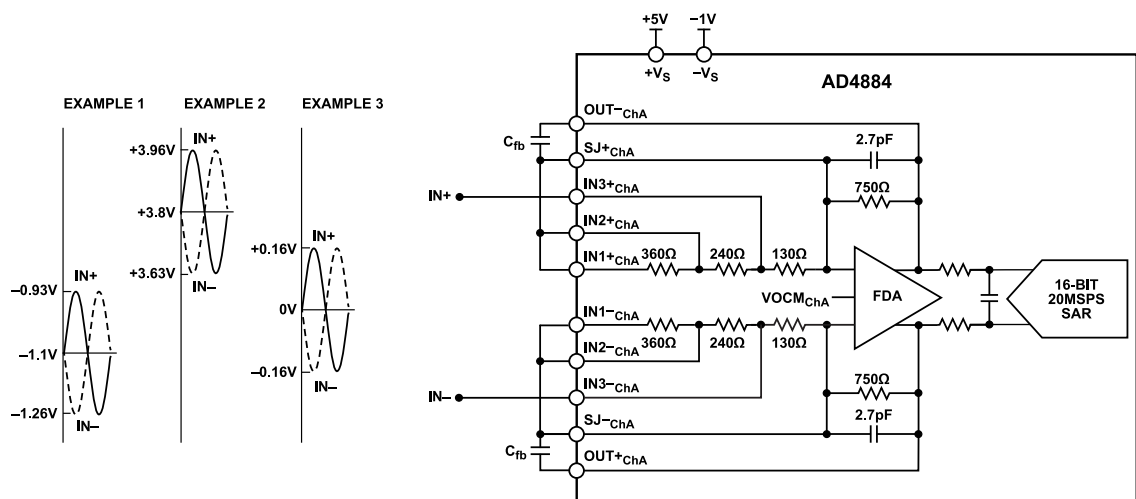 EXAMPLE 1
EXAMPLE 2
EXAMPLE 3
IN+
+3.96V
+3.8V
+3.63V
IN–
IN+
+0.16V
0V
–0.16V
IN–
IN+
–0.93V
–1.1V
–1.26V
IN–
+5V
–1V
+VS
–VS
AD4884
OUT–ChA
Cfb
SJ+ChA
2.7pF
IN+
IN3+ChA
750Ω
IN2+ChA
IN1+ChA
360Ω
240Ω
130Ω
VOCMChA
FDA
16-BIT
20MSPS
SAR
IN1–ChA
360Ω
240Ω
130Ω
IN2–ChA
IN–
IN3–ChA
750Ω
SJ–ChA
2.7pF
Cfb
OUT+ChA